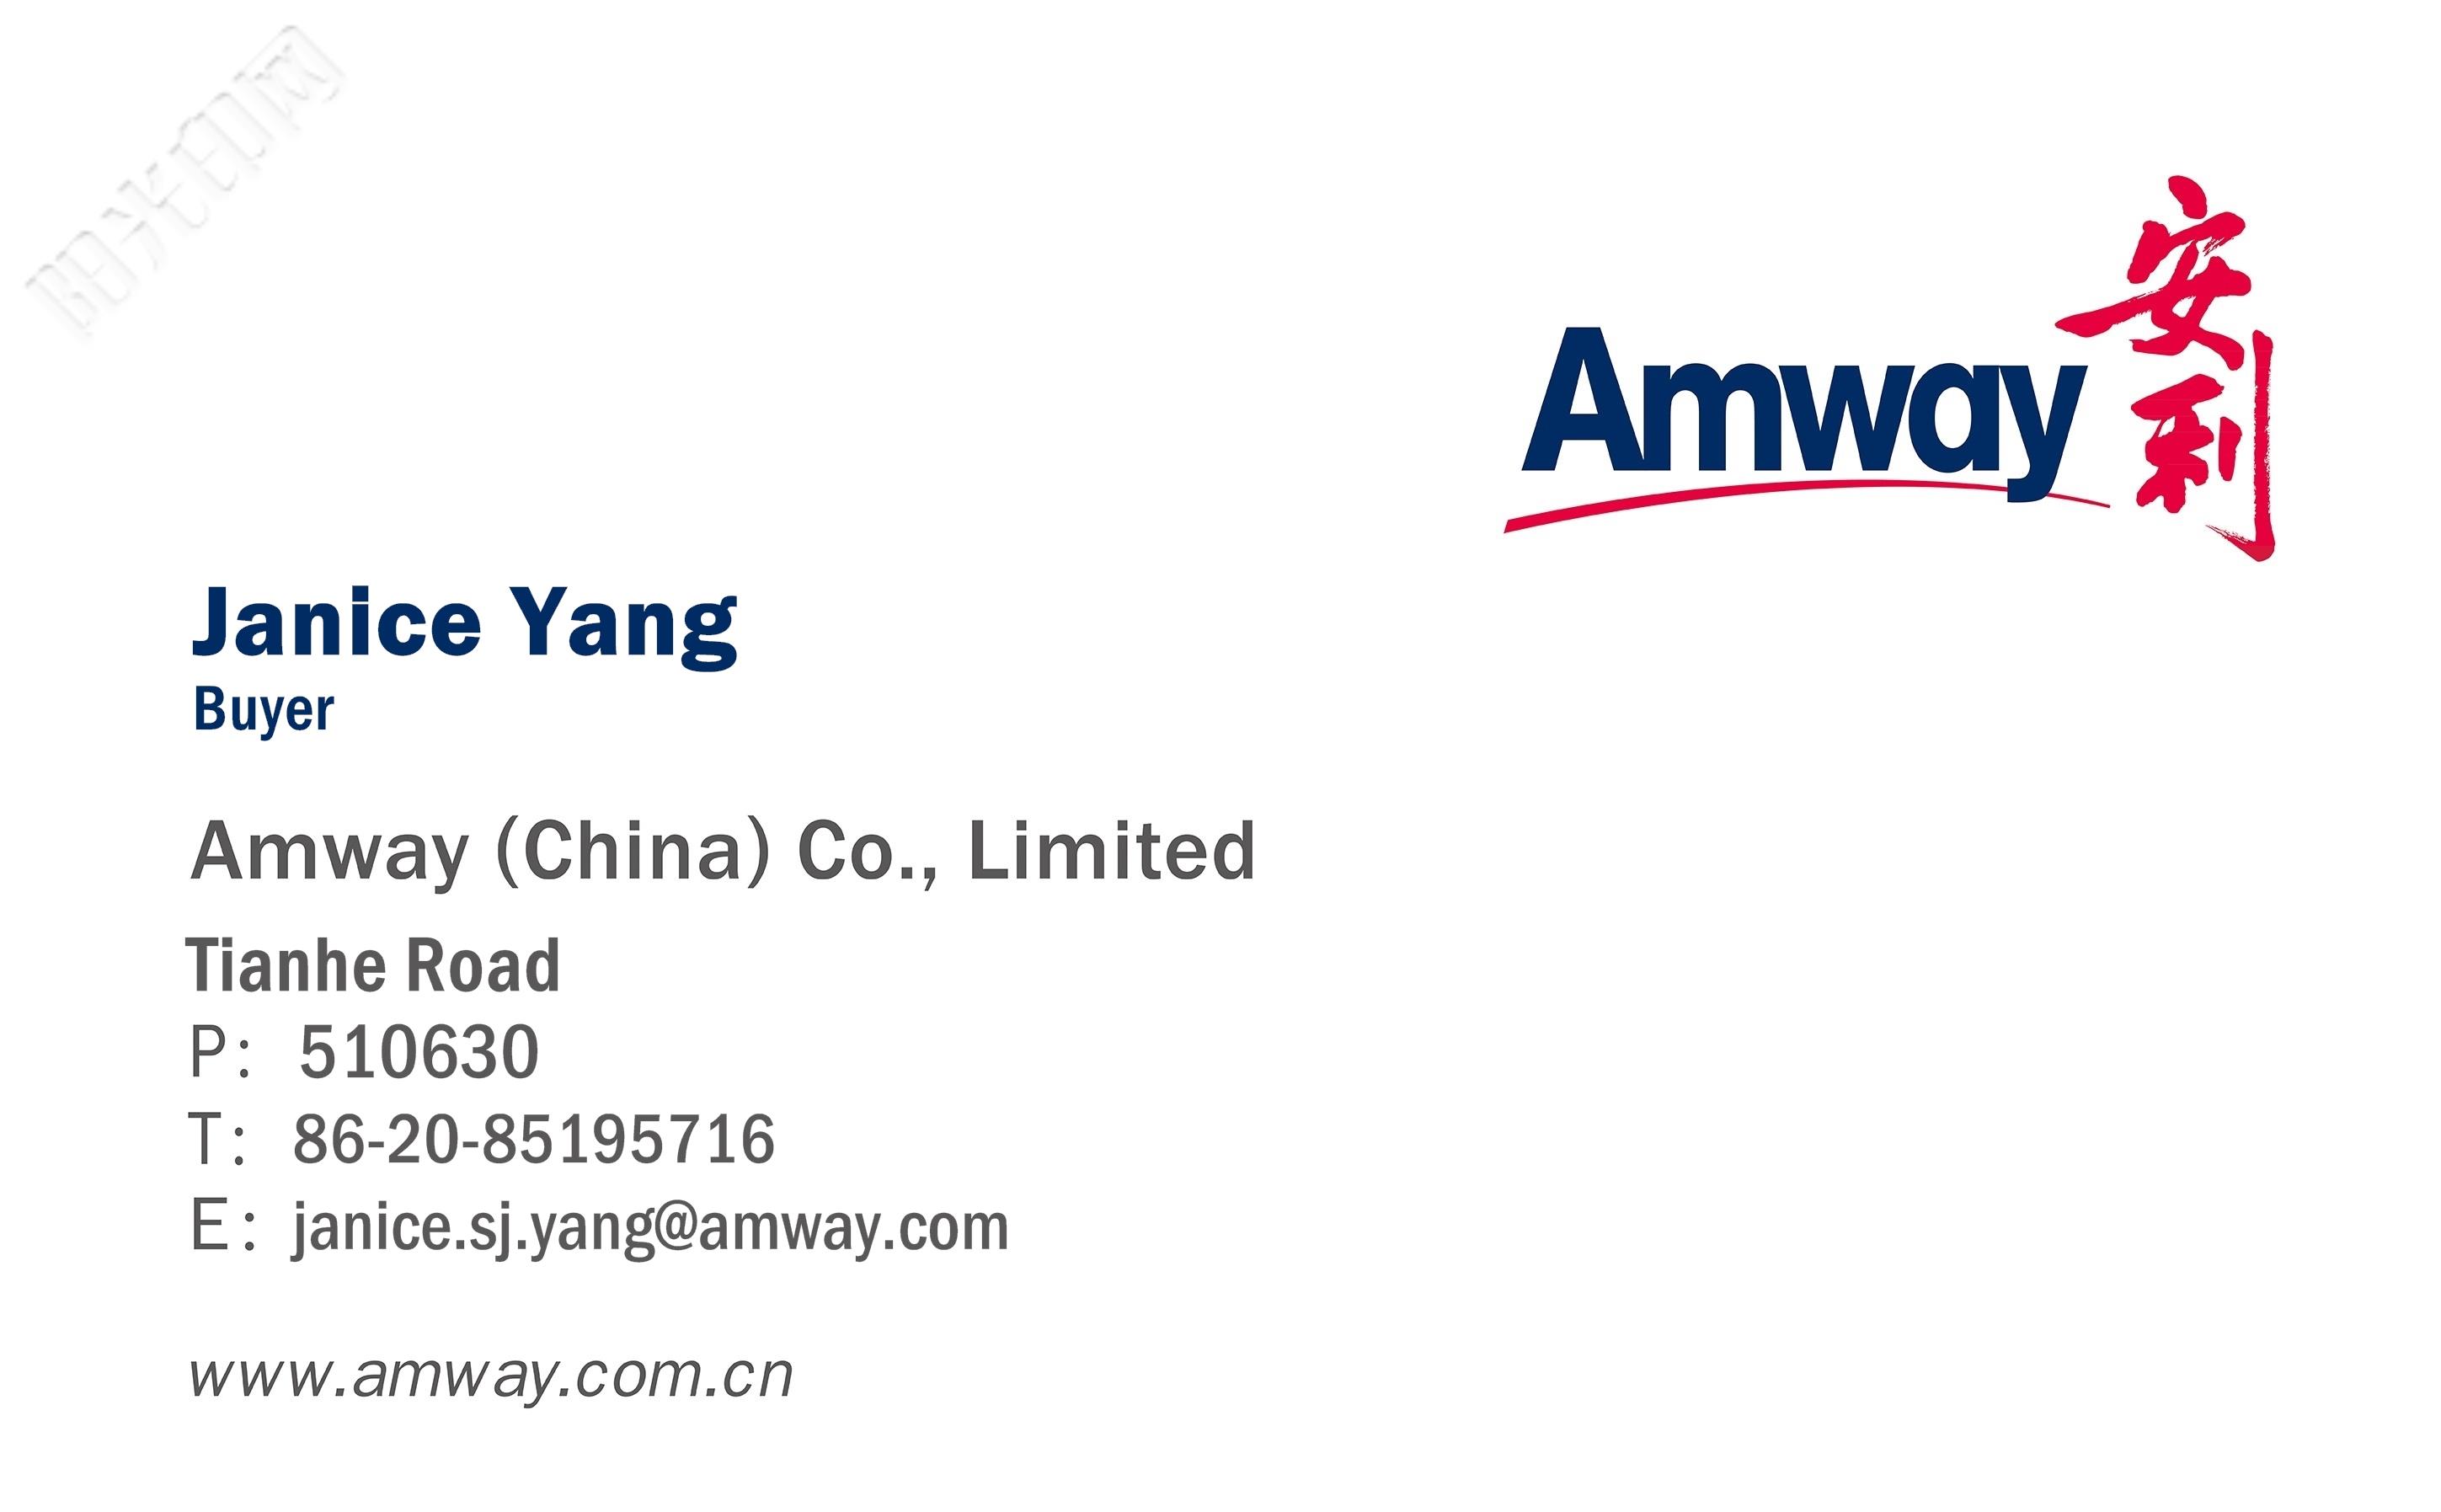 阳光印网
Amway
安利
Janice Yang
Buyer
Amway (China) Co., Limited
Tianhe Road
P: 510630
T: 86-20-85195716
E: janice.sj.yang@amway.com
www.amway.com.cn